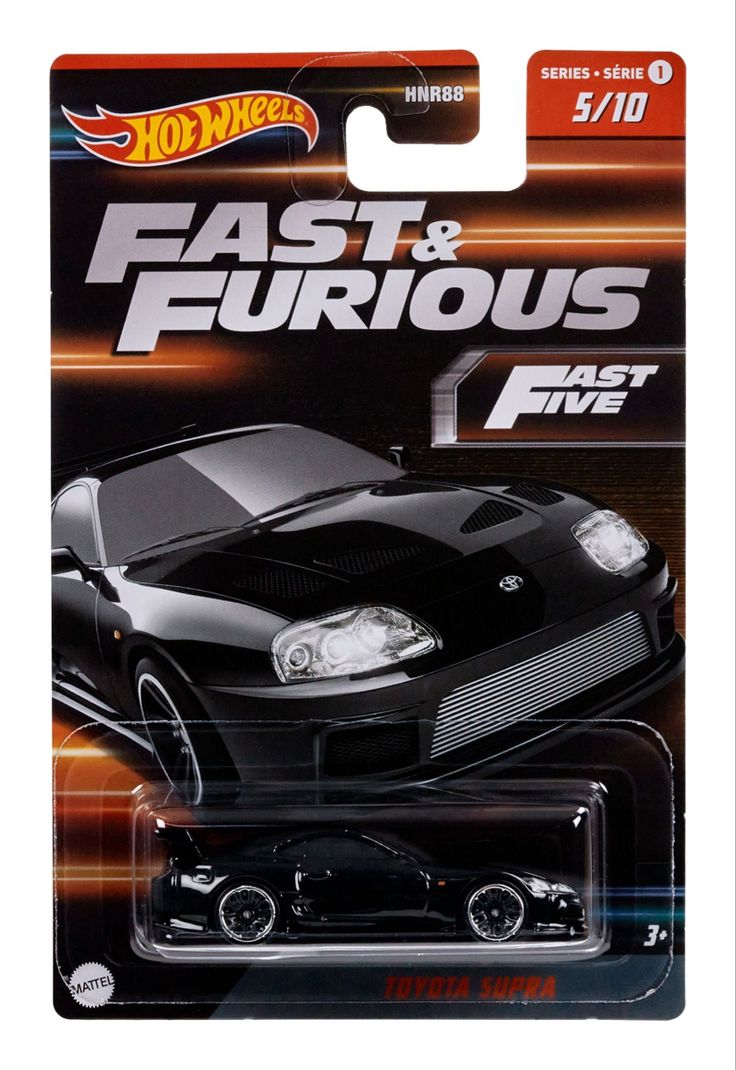 HOT WHEELS
HNR88
SERIES • SÉRIE 1
5/10
FAST &
FURIOUS
FAST
FIVE
3+
MATTEL
TOYOTA SUPRA